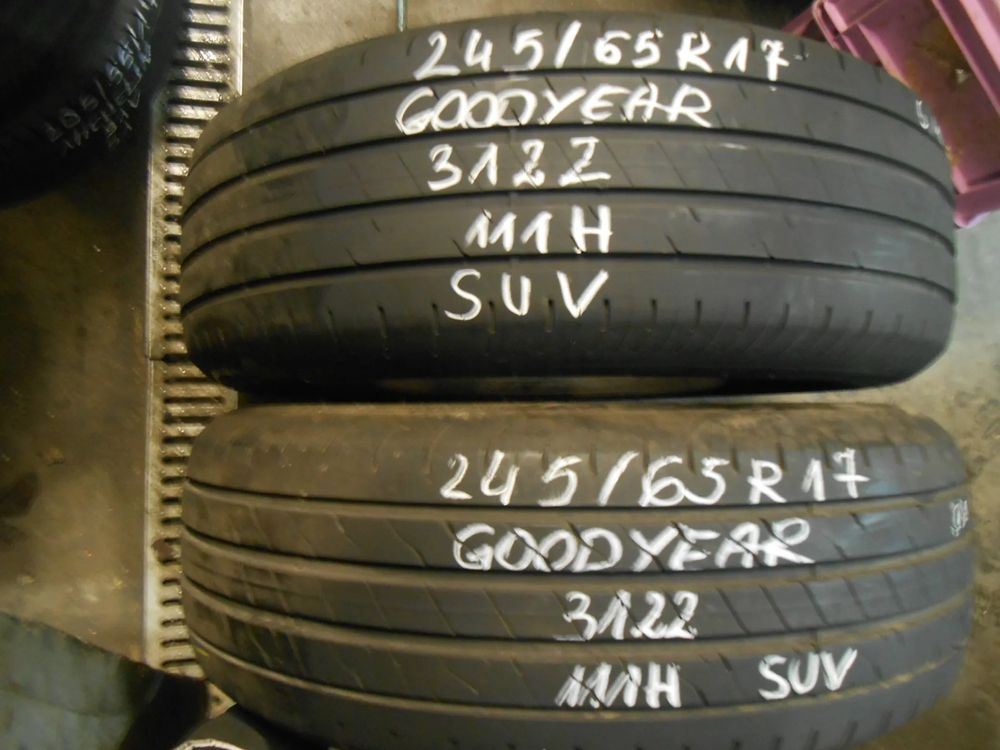 245/65R17
GOODYEAR
3122
111H
SUV
245/65R17
GOODYEAR
3122
111H SUV